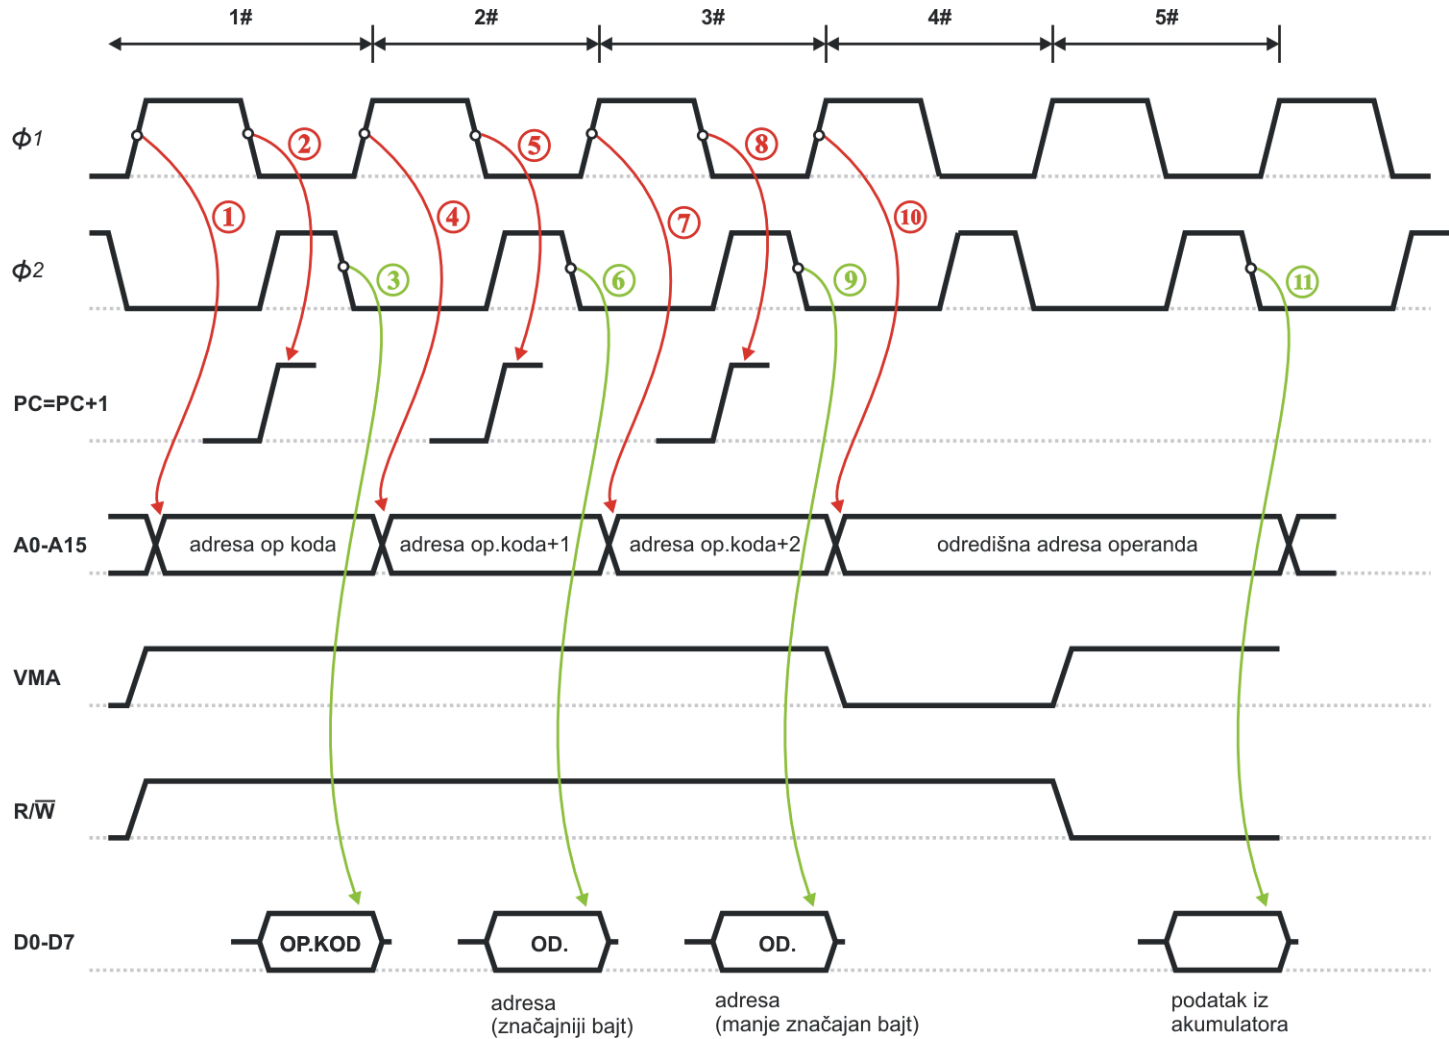 1# 2# 3# 4# 5#
ϕ1
② ⑤ ⑧
① ④ ⑦ ⑩
ϕ2
③ ⑥ ⑨ ⑪
PC=PC+1
A0-A15
adresa op koda
adresa op.koda+1
adresa op.koda+2
odredišna adresa operanda
VMA
R/W̅
D0-D7
OP.KOD
OD.
OD.
adresa
(značajniji bajt)
adresa
(manje značajan bajt)
podatak iz
akumulatora